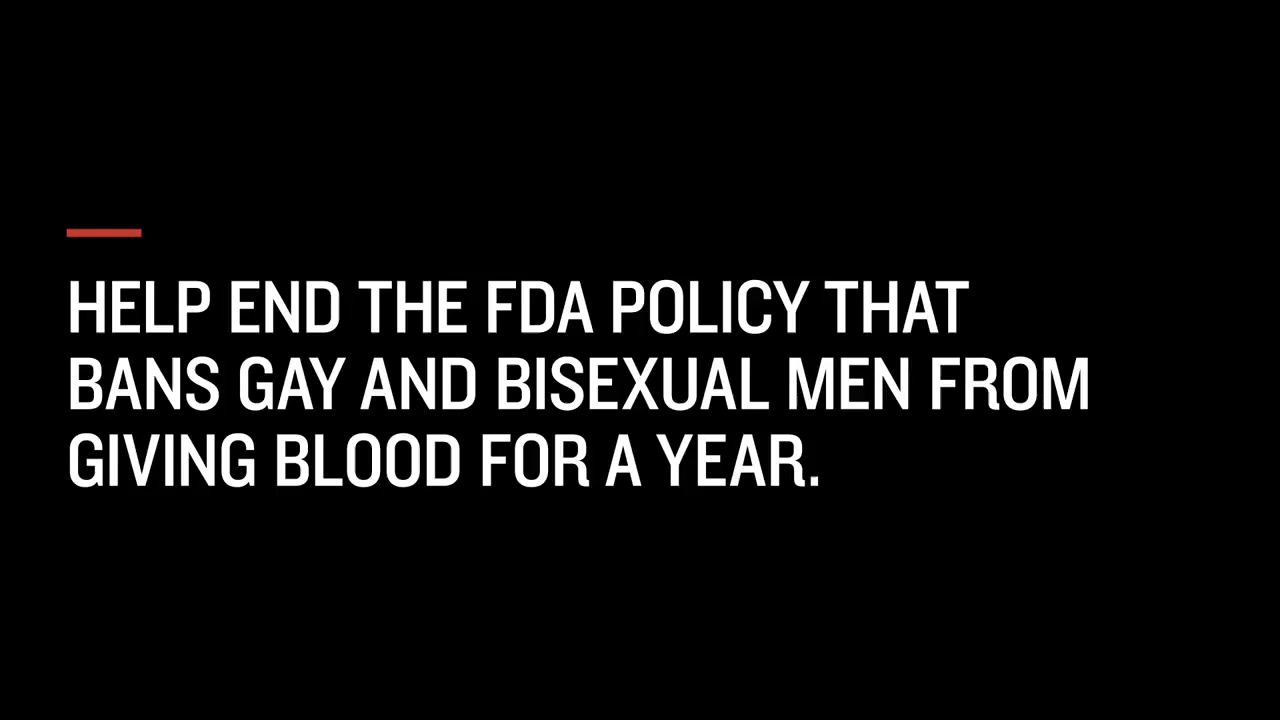 HELP END THE FDA POLICY THAT
BANS GAY AND BISEXUAL MEN FROM
GIVING BLOOD FOR A YEAR.